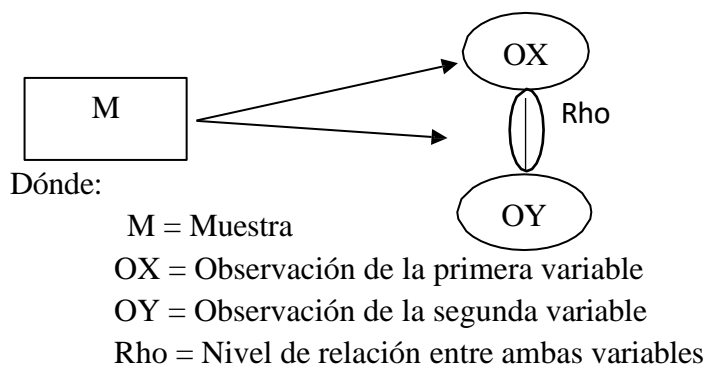 OX
M
Rho
Dónde:
OY
M = Muestra
OX = Observación de la primera variable
OY = Observación de la segunda variable
Rho = Nivel de relación entre ambas variables